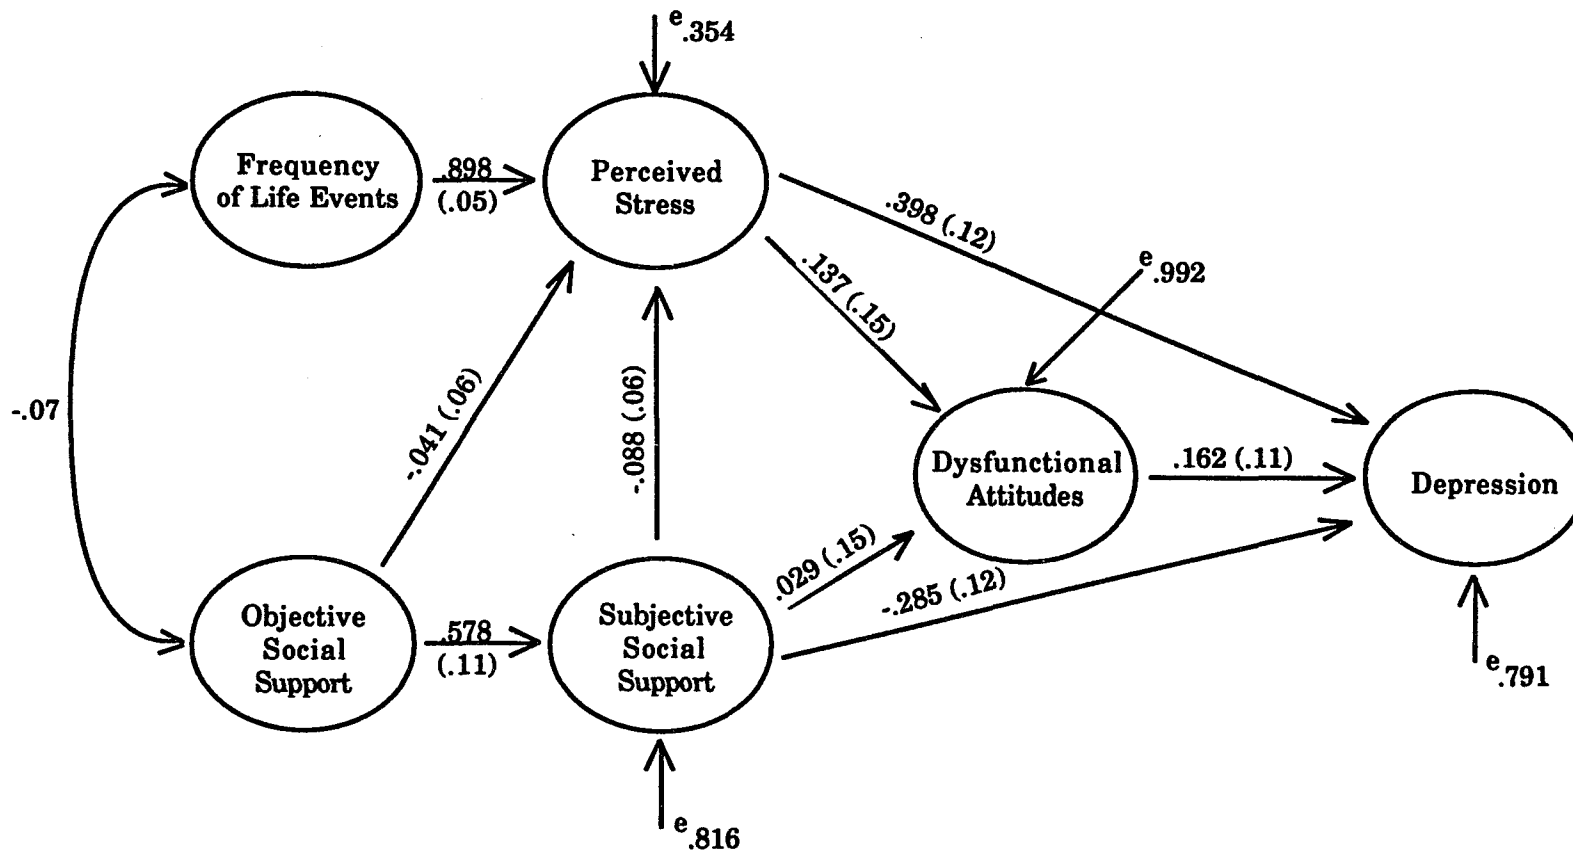 e .354
Frequency
of Life Events
.898
(.05)
Perceived
Stress
.398 (.12)
.137 (.15)
e .992
-.07
-.041 (.06)
-.088 (.06)
Dysfunctional
Attitudes
.162 (.11)
Depression
Objective
Social
Support
.578
(.11)
Subjective
Social
Support
.029 (.15)
-.285 (.12)
e .791
e .816